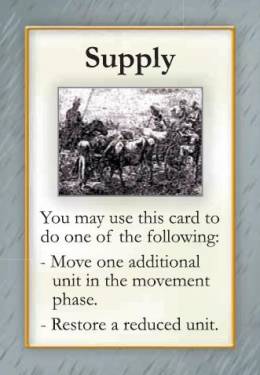 Supply
You may use this card to
do one of the following:
- Move one additional
unit in the movement
phase.
- Restore a reduced unit.